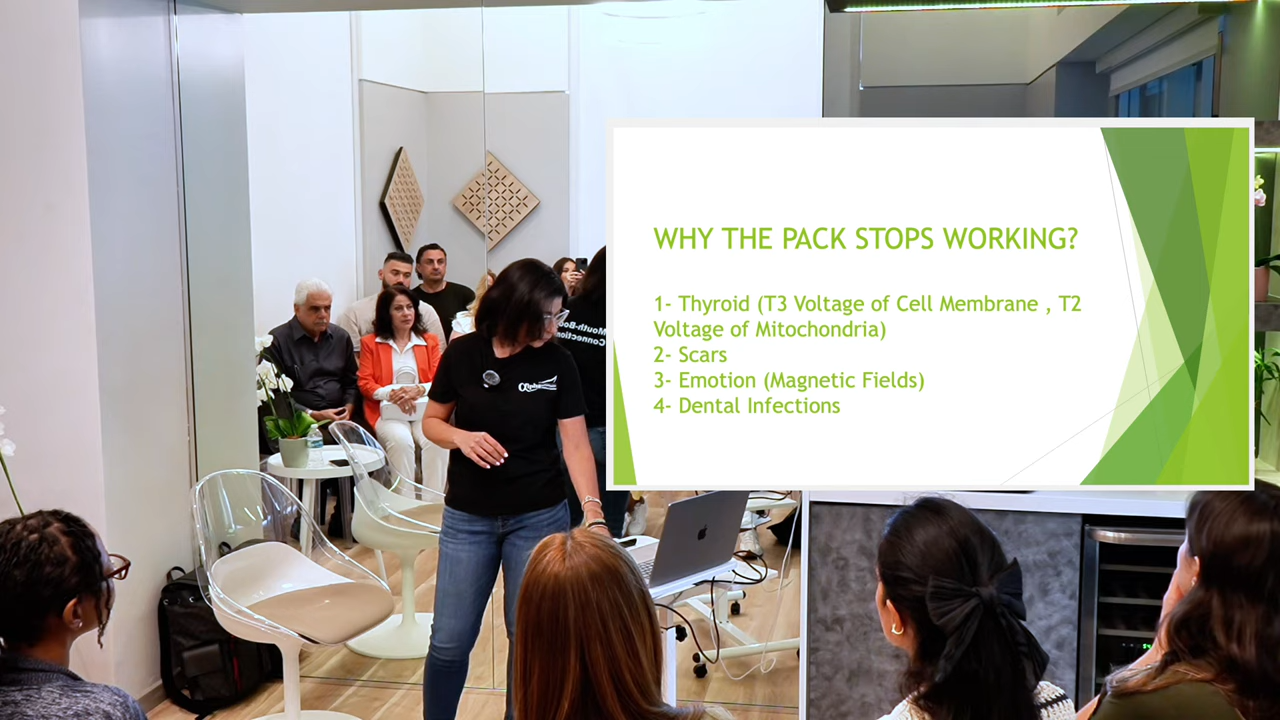 WHY THE PACK STOPS WORKING?
1- Thyroid (T3 Voltage of Cell Membrane , T2
Voltage of Mitochondria)
2- Scars
3- Emotion (Magnetic Fields)
4- Dental Infections
Connection